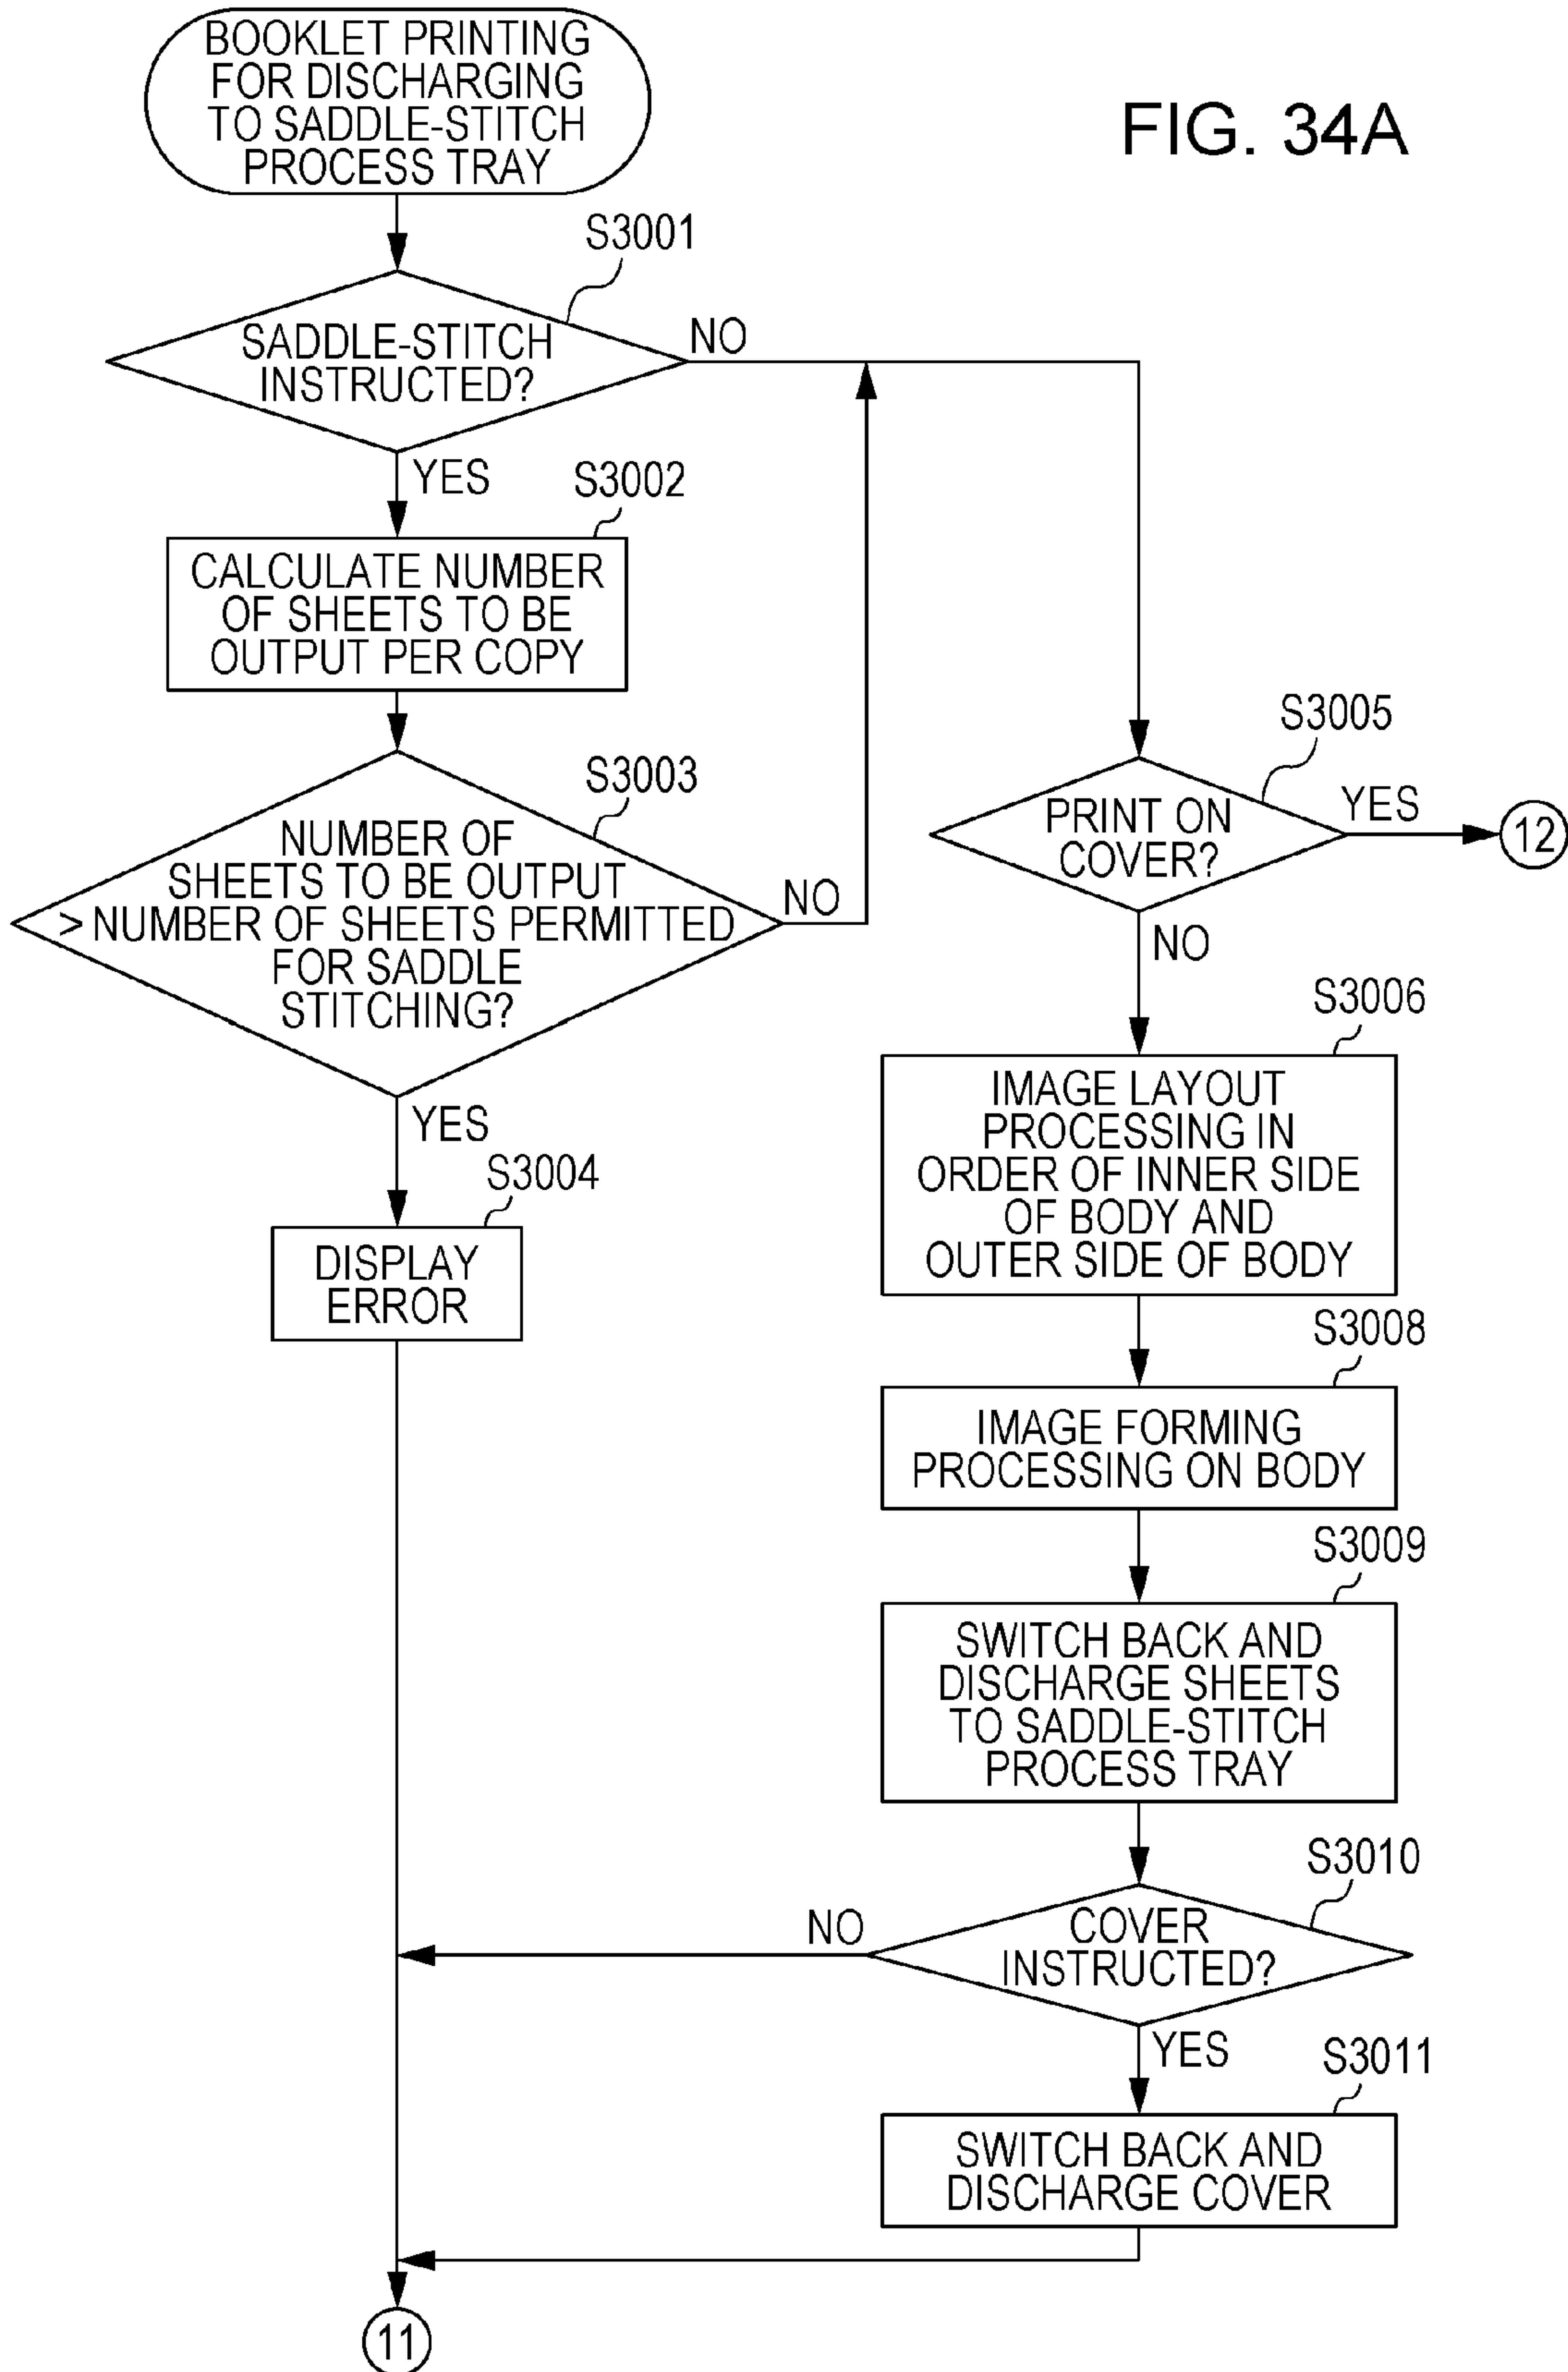 BOOKLET PRINTING
FOR DISCHARGING
TO SADDLE-STITCH
PROCESS TRAY
FIG. 34A
S3001
SADDLE-STITCH
INSTRUCTED?
NO
YES
S3002
CALCULATE NUMBER
OF SHEETS TO BE
OUTPUT PER COPY
S3003
NUMBER OF
SHEETS TO BE OUTPUT
> NUMBER OF SHEETS PERMITTED
FOR SADDLE
STITCHING?
NO
YES
S3004
DISPLAY
ERROR
S3005
PRINT ON
COVER?
YES
12
NO
S3006
IMAGE LAYOUT
PROCESSING IN
ORDER OF INNER SIDE
OF BODY AND
OUTER SIDE OF BODY
S3008
IMAGE FORMING
PROCESSING ON BODY
S3009
SWITCH BACK AND
DISCHARGE SHEETS
TO SADDLE-STITCH
PROCESS TRAY
S3010
COVER
INSTRUCTED?
NO
YES
S3011
SWITCH BACK AND
DISCHARGE COVER
11